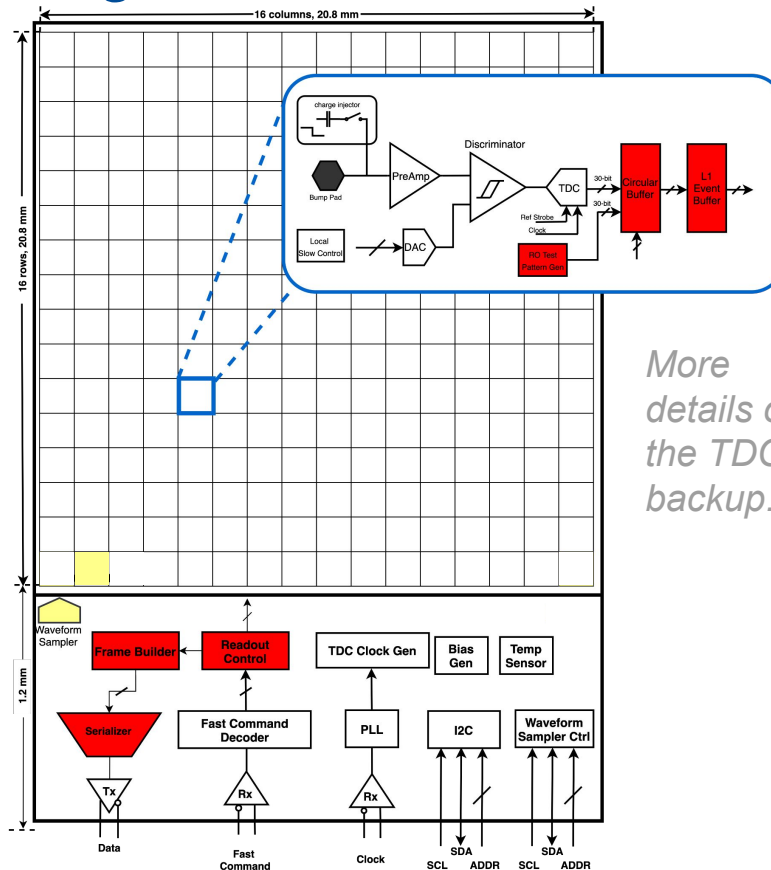 16 columns, 20.8 mm
16 rows, 20.8 mm
charge injector
Bump Pad
PreAmp
Discriminator
TDC
30-bit
30-bit
Ref Strobe
Clock
Local
Slow Control
DAC
RO Test
Pattern Gen
Circular
Buffer
L1
Event
Buffer
More
details
the TDC
backup.
1.2 mm
Waveform
Sampler
Frame Builder
Readout
Control
TDC Clock Gen
Bias
Gen
Temp
Sensor
Serializer
Fast Command
Decoder
PLL
I2C
Waveform
Sampler Ctrl
Tx
Rx
Rx
Data
Fast
Command
Clock
SCL
SDA
ADDR
SCL
SDA
ADDR